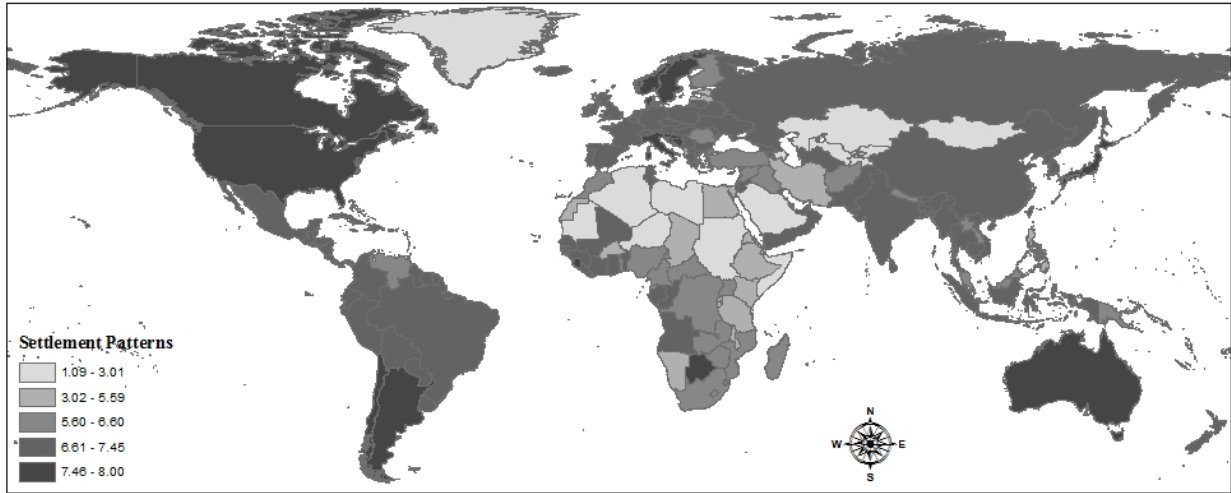 Settlement Patterns
1.09 - 3.01
3.02 - 5.59
5.60 - 6.60
6.61 - 7.45
7.46 - 8.00
N
W E
S